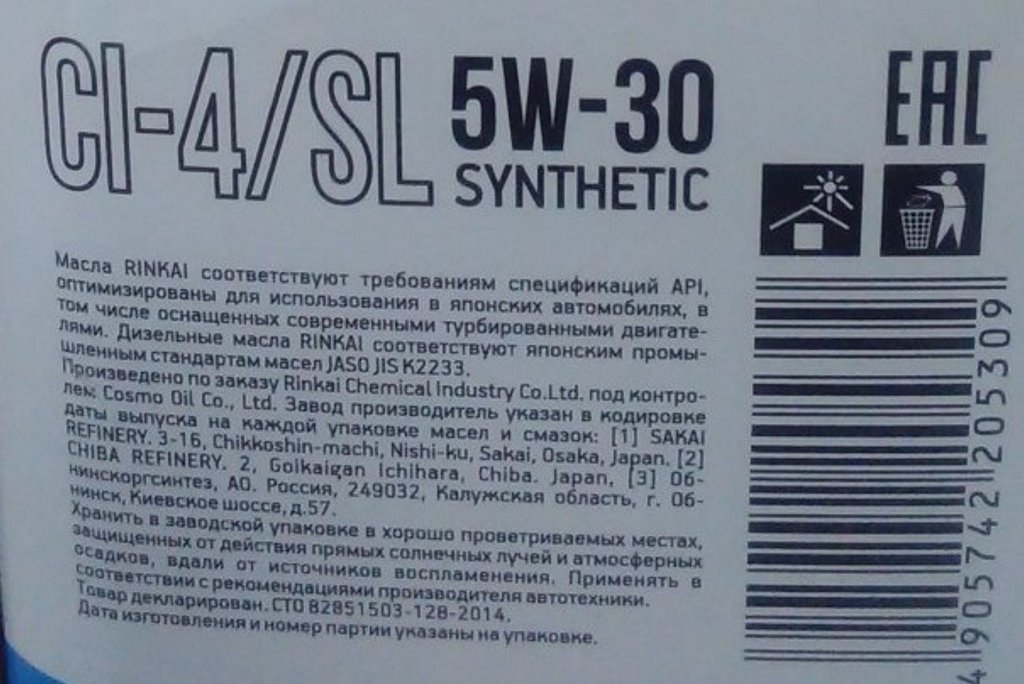 CI-4/SL 5W-30
SYNTHETIC
EAC
Масла RINKAI соответствуют требованиям спецификаций API,
оптимизированы для использования в японских автомобилях, в
том числе оснащенных современными турбированными двигате-
лями. Дизельные масла RINKAI соответствуют японским промы-
шленным стандартам масел JASO JIS K2233.
Произведено по заказу Rinkai Chemical Industry Co.Ltd. под контро-
лем Cosmo Oil Co., Ltd. Завод производитель указан в кодировке
даты выпуска на каждой упаковке масел и смазок: [1] SAKAI
REFINERY. 3-16, Chikkoshin-machi, Nishi-ku, Sakai, Osaka, Japan. [2]
CHIBA REFINERY. 2, Goikaigan Ichihara, Chiba. Japan, [3] Об-
нинскоргсинтез, АО. Россия, 249032, Калужская область, г. Об-
нинск, Киевское шоссе, д.57.
Хранить в заводской упаковке в хорошо проветриваемых местах,
защищенных от действия прямых солнечных лучей и атмосферных
осадков, вдали от источников воспламенения. Применять в
соответствии с рекомендациями производителя автотехники.
Товар декларирован. СТО 82851503-128-2014.
Дата изготовления и номер партии указаны на упаковке.
4905742205309